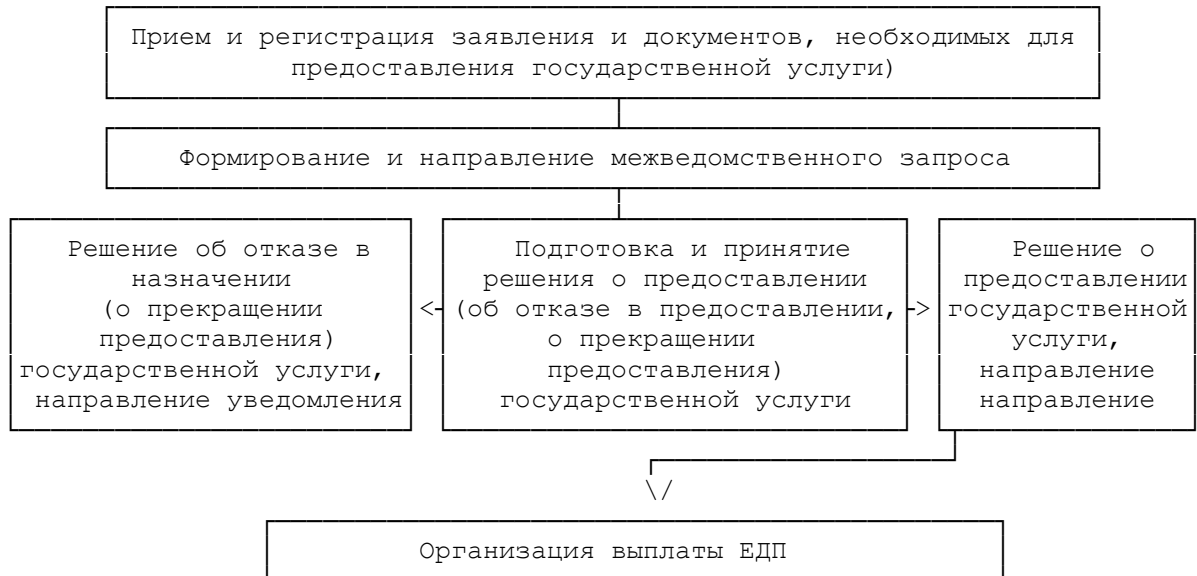 Прием и регистрация заявления и документов, необходимых для
предоставления государственной услуги)
Формирование и направление межведомственного запроса
Решение об отказе в
назначении
(о прекращении
предоставления)
государственной услуги,
направление уведомления
<-
Подготовка и принятие
решения о предоставлении
(об отказе в предоставлении,
о прекращении
предоставления)
государственной услуги
->
Решение о
предоставлении
государственной
услуги,
направление
направление
\/
Организация выплаты ЕДП